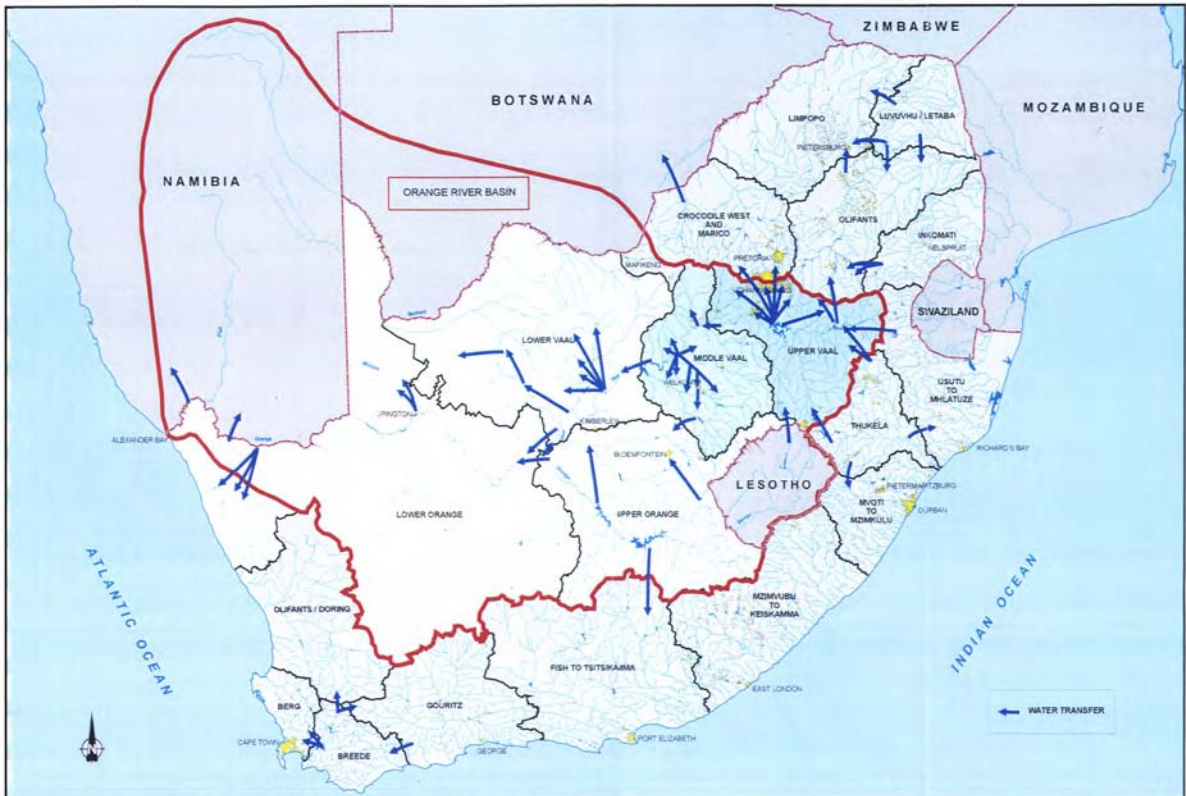 ZIMBABWE
BOTSWANA
MOZAMBIQUE
LIMPOPO
LUVUVHU / LETABA
PIETERSBURG
NAMIBIA
ORANGE RIVER BASIN
CROCODILE WEST
AND
MARICO
OLIFANTS
INKOMATI
NELSPRUIT
PRETORIA
MAFIKENG
SWAZILAND
LOWER VAAL
MIDDLE VAAL
UPPER VAAL
USUTU
TO
MHLATUZE
THUKELA
KIMBERLEY
ALEXANDER BAY
Orange
BLOEMFONTEIN
RICHARD'S BAY
LESOTHO
PIETERMARITZBURG
MVOTI
TO
MZIMKULU
DURBAN
LOWER ORANGE
UPPER ORANGE
ATLANTIC OCEAN
OLIFANTS / DORING
MZIMVUBU
TO
KEISKAMMA
INDIAN OCEAN
FISH TO TSITSIKAMMA
EAST LONDON
BERG
GOURITZ
WATER TRANSFER
CAPE TOWN
BREEDE
GEORGE
PORT ELIZABETH
N